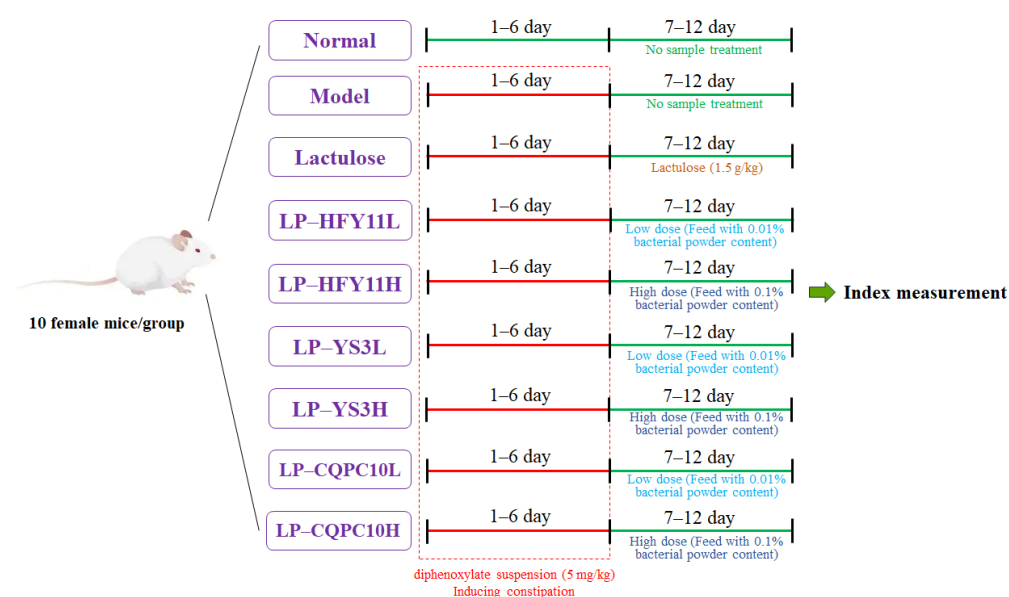 Normal
1–6 day
7–12 day
No sample treatment
Model
1–6 day
7–12 day
No sample treatment
Lactulose
1–6 day
7–12 day
Lactulose (1.5 g/kg)
LP–HFY11L
1–6 day
7–12 day
Low dose (Feed with 0.01%
bacterial powder content)
LP–HFY11H
1–6 day
7–12 day
High dose (Feed with 0.1%
bacterial powder content)
LP–YS3L
1–6 day
7–12 day
Low dose (Feed with 0.01%
bacterial powder content)
LP–YS3H
1–6 day
7–12 day
High dose (Feed with 0.1%
bacterial powder content)
LP–CQPC10L
1–6 day
7–12 day
Low dose (Feed with 0.01%
bacterial powder content)
LP–CQPC10H
1–6 day
7–12 day
High dose (Feed with 0.1%
bacterial powder content)
10 female mice/group
Index measurement
diphenoxylate suspension (5 mg/kg)
Inducing constipation